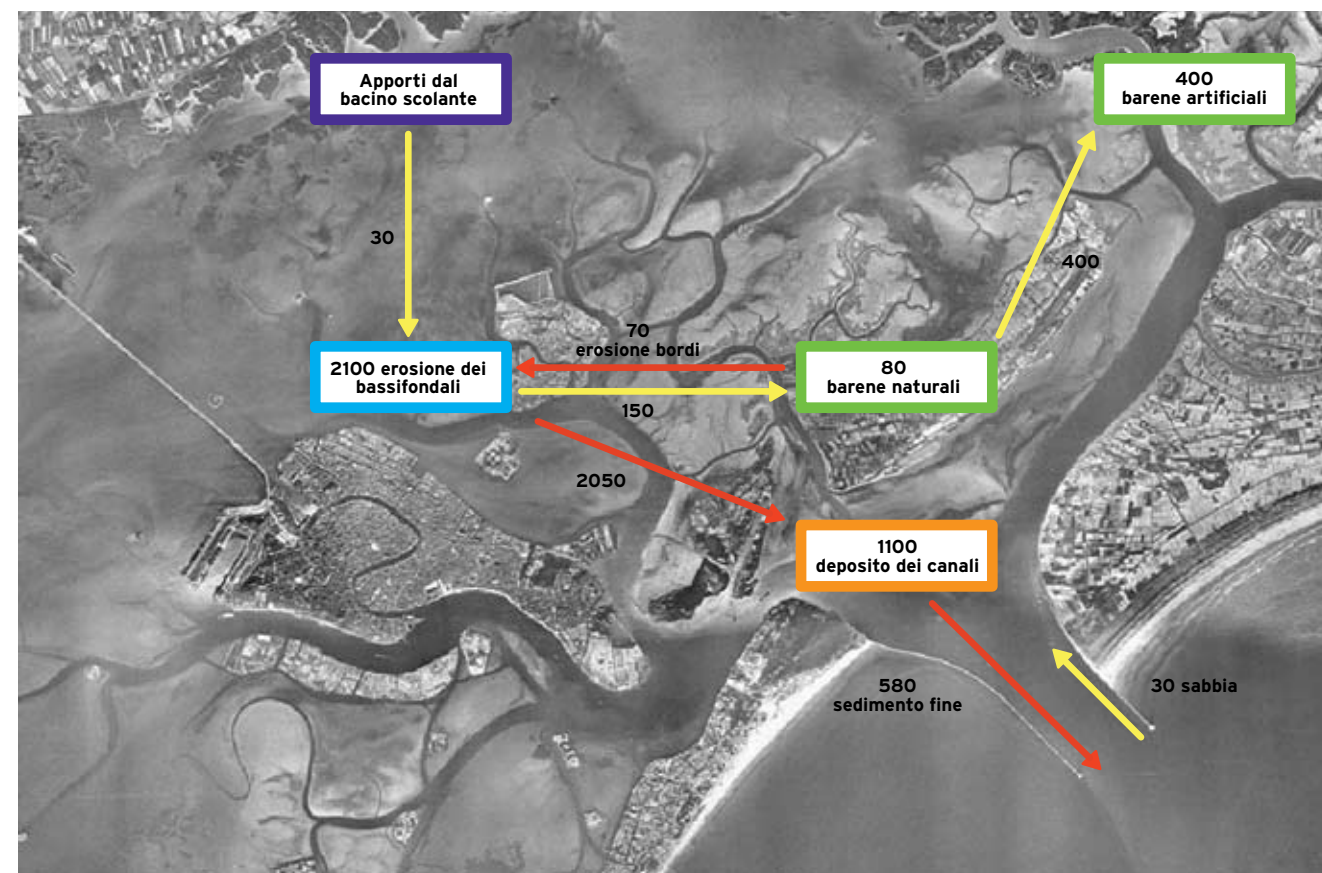 Apporti dal
bacino scolante
400
barene artificiali
30
400
70
erosione bordi
2100 erosione dei
bassifondali
80
barene naturali
150
2050
1100
deposito dei canali
580
sedimento fine
30 sabbia